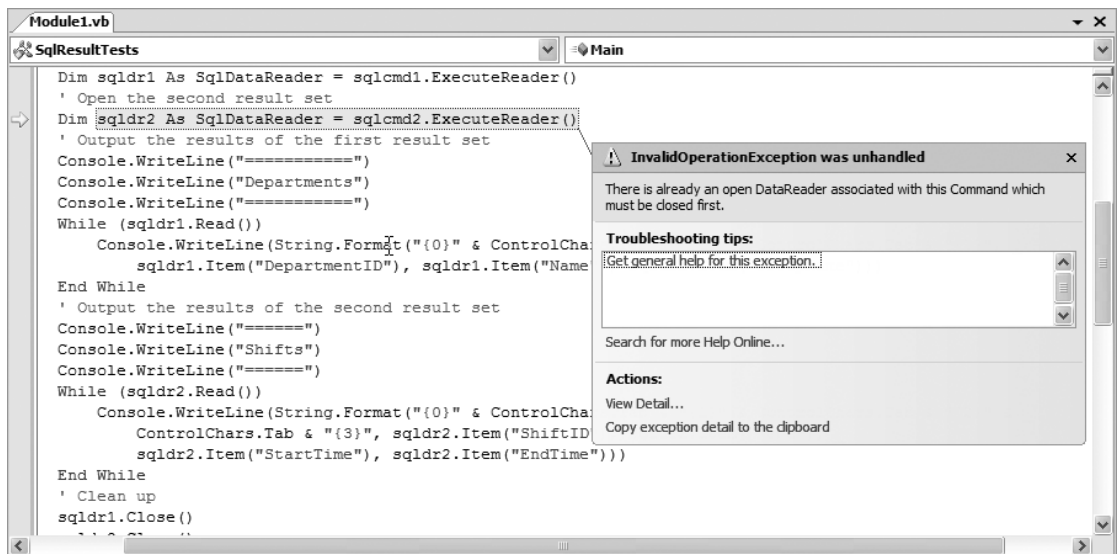 Module1.vb
SqlResultTests
Main
Dim sqldr1 As SqlDataReader = sqlcmd1.ExecuteReader()
' Open the second result set
Dim sqldr2 As SqlDataReader = sqlcmd2.ExecuteReader()
' Output the results of the first result set
Console.WriteLine("===========")
Console.WriteLine("Departments")
Console.WriteLine("===========")
While (sqldr1.Read())
Console.WriteLine(String.Format("{0}" & ControlCha
sqldr1.Item("DepartmentID"), sqldr1.Item("Name
End While
' Output the results of the second result set
Console.WriteLine("======")
Console.WriteLine("Shifts")
Console.WriteLine("======")
While (sqldr2.Read())
Console.WriteLine(String.Format("{0}" & ControlCha
ControlChars.Tab & "{3}", sqldr2.Item("ShiftID
sqldr2.Item("StartTime"), sqldr2.Item("EndTime")))
End While
' Clean up
sqldr1.Close()
InvalidOperationException was unhandled
There is already an open DataReader associated with this Command which
must be closed first.
Troubleshooting tips:
Get general help for this exception.
Search for more Help Online...
Actions:
View Detail...
Copy exception detail to the clipboard